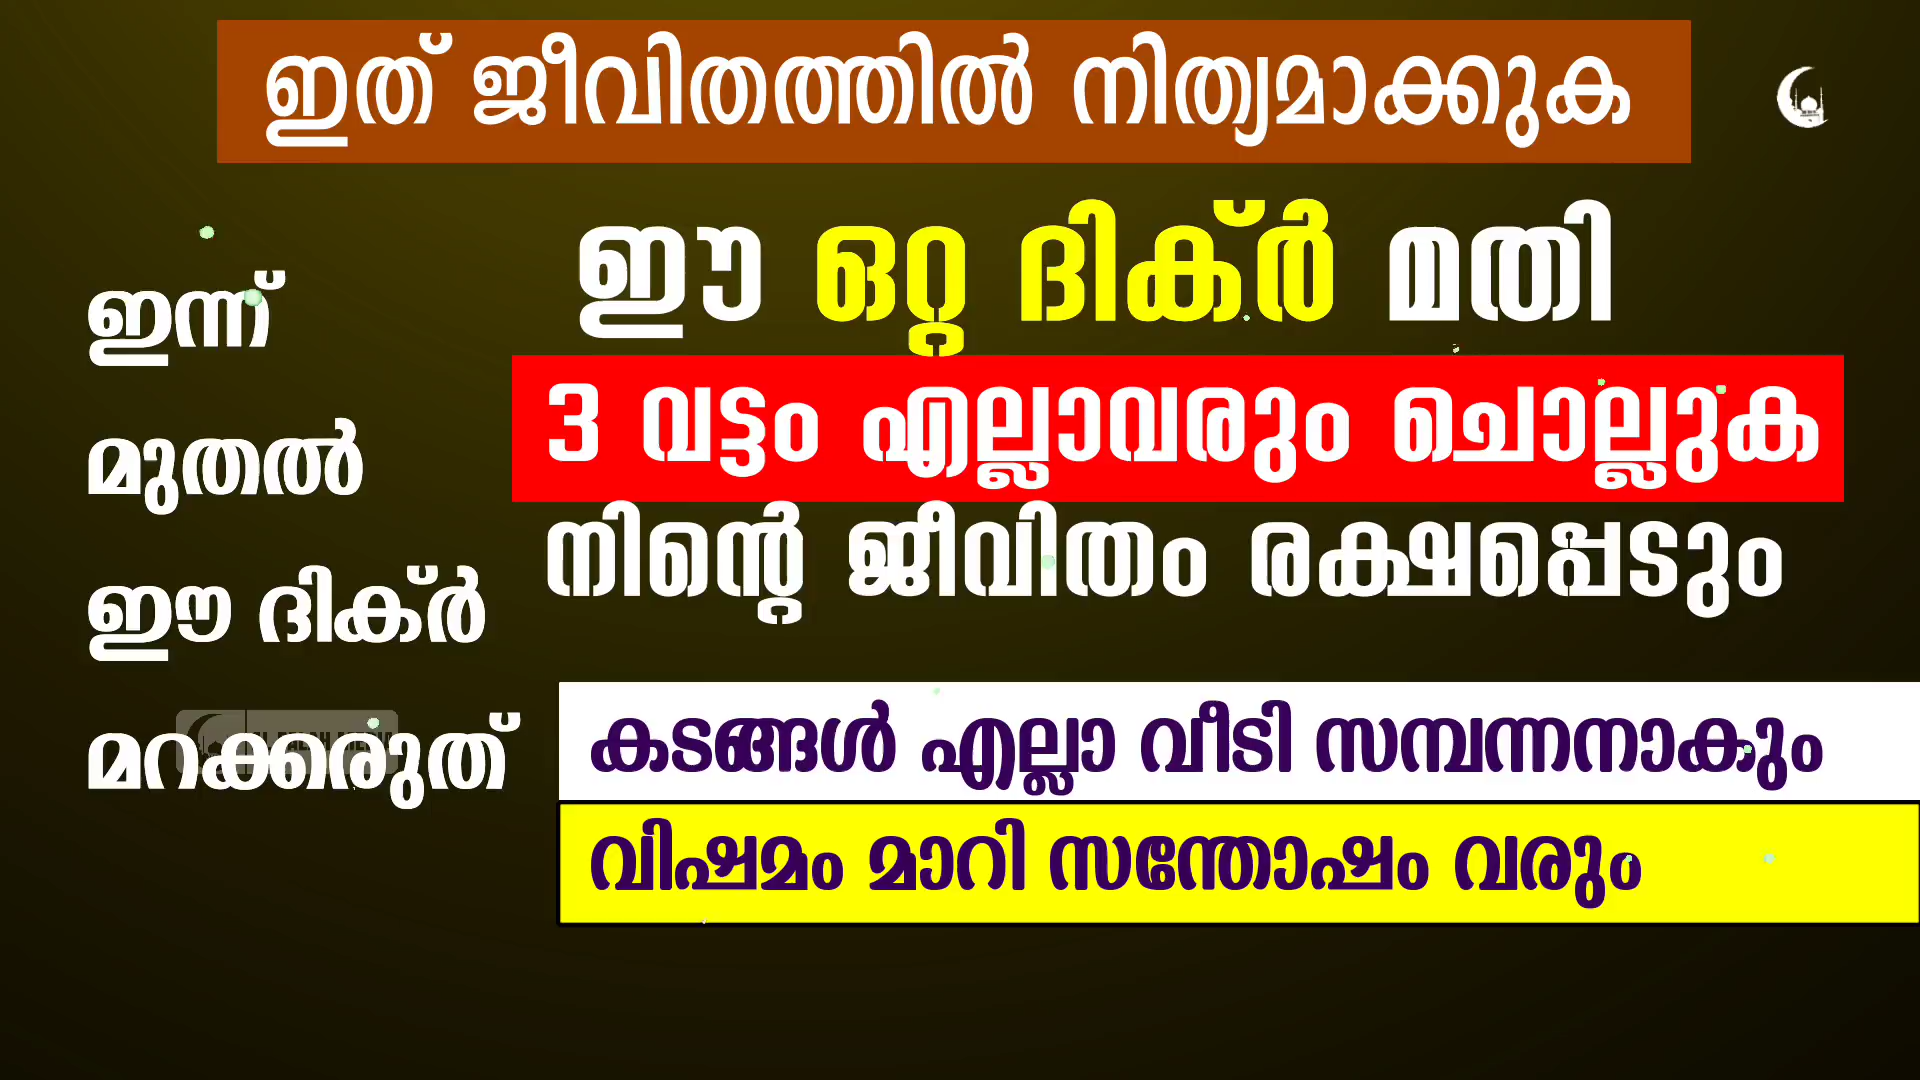 ഇത് ജീവിതത്തിൽ നിത്യമാക്കുക
ഈ ഒറ്റ ദിക്ർ മതി
3 വട്ടം എല്ലാവരും ചൊല്ലുക
നിന്റെ ജീവിതം രക്ഷപ്പെടും
ഇന്ന്
മുതൽ
ഈ ദിക്ർ
മറക്കരുത്
കടങ്ങൾ എല്ലാ വീടി സമ്പന്നനാകും
വിഷമം മാറി സന്തോഷം വരും